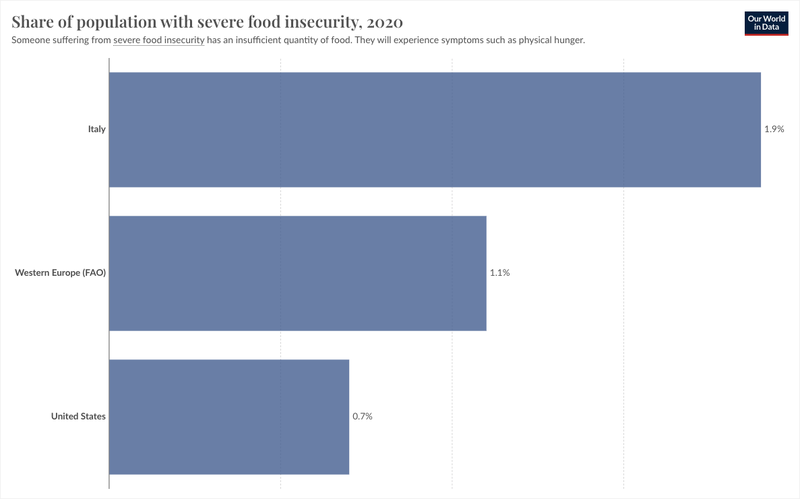 Share of population with severe food insecurity, 2020
Our World
in Data
Someone suffering from severe food insecurity has an insufficient quantity of food. They will experience symptoms such as physical hunger.
Italy
1.9%
Western Europe (FAO)
1.1%
United States
0.7%